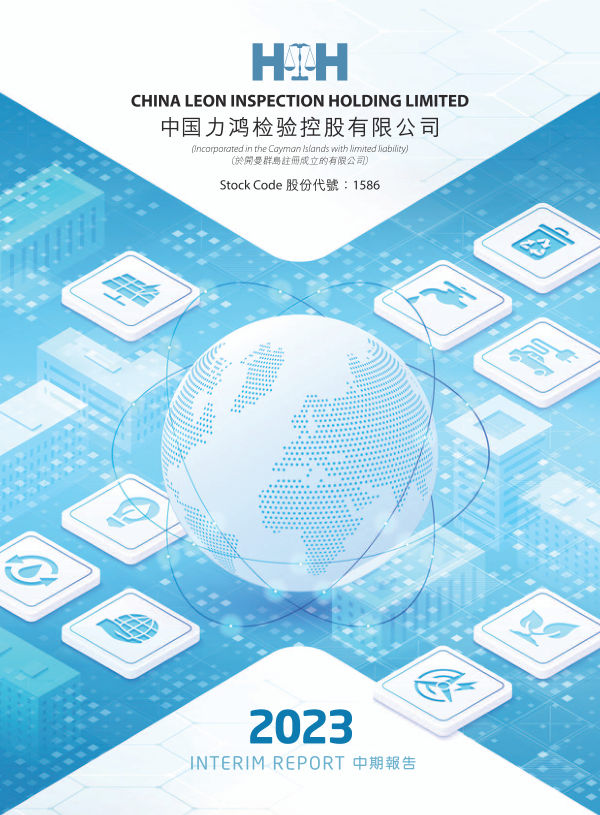 HH
CHINA LEON INSPECTION HOLDING LIMITED
中国力鸿检验控股有限公司
(Incorporated in the Cayman Islands with limited liability)
（於開曼群島註冊成立的有限公司）
Stock Code 股份代號：1586
2023
INTERIM REPORT 中期報告